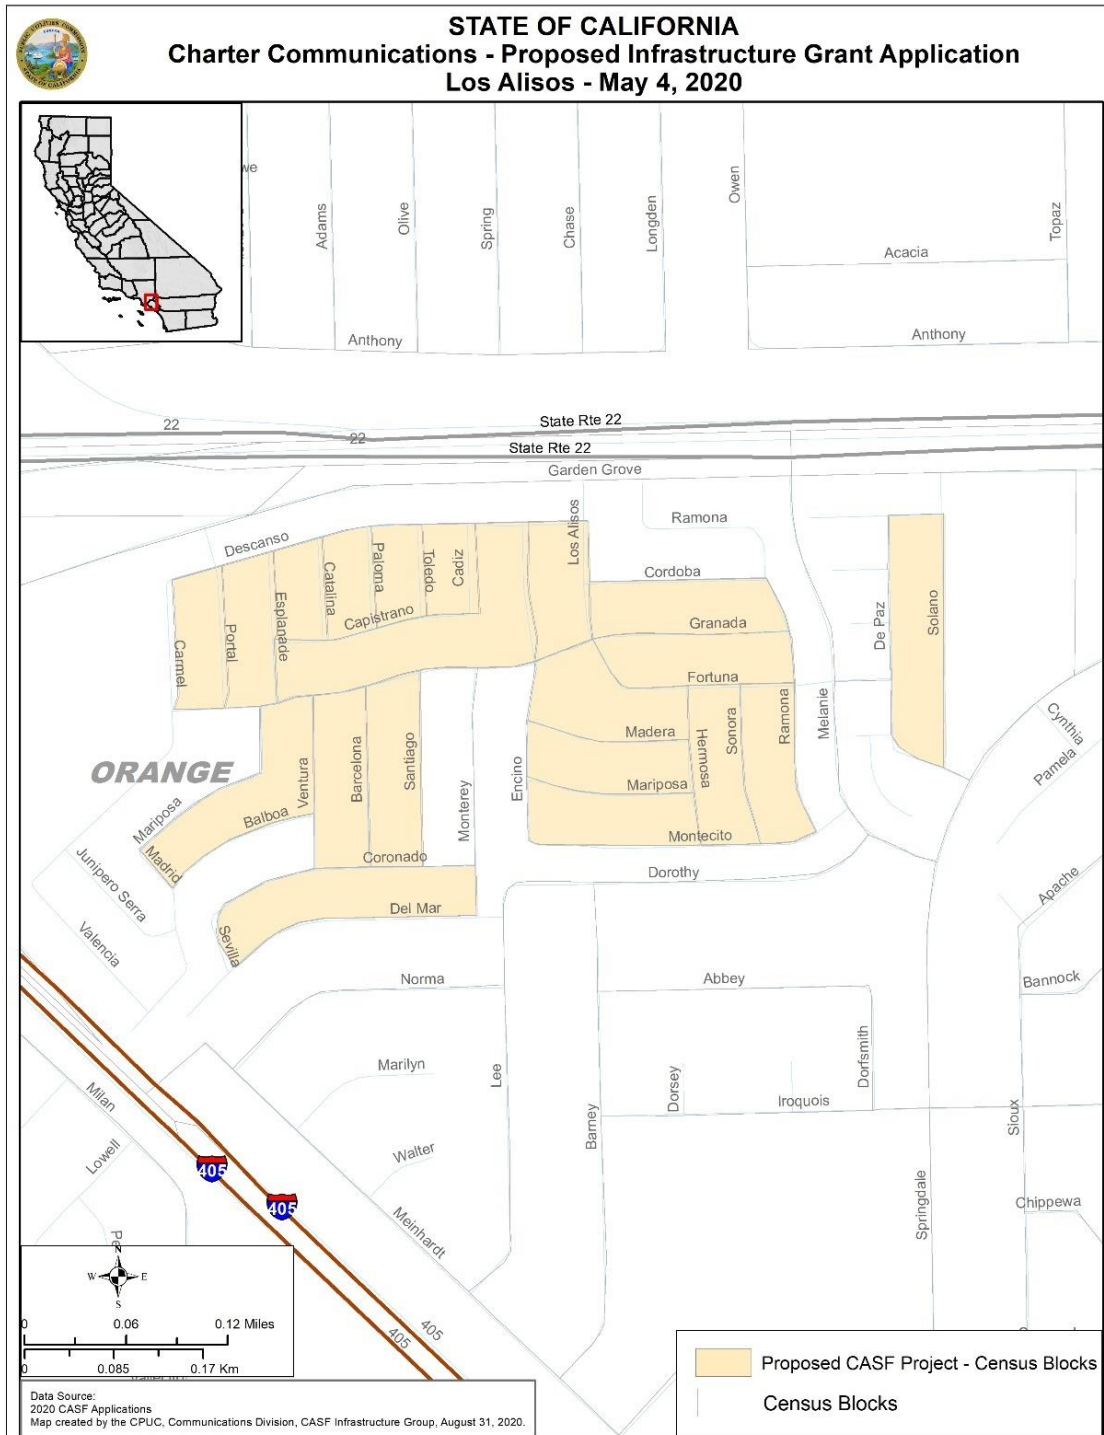 STATE OF CALIFORNIA
Charter Communications - Proposed Infrastructure Grant Application
Los Alisos - May 4, 2020
we
Adams
Olive
Spring
Chase
Longden
Owen
Acacia
Topaz
Anthony
Anthony
22
22
State Rte 22
State Rte 22
Garden Grove
Descanso
Los Alisos
Ramona
Cordoba
Carmel
Portal
Esplanade
Catalina
Paloma
Toledo
Cadiz
Capistrano
Granada
Fortuna
De Paz
Solano
Madera
Hermosa
Sonora
Ramona
Melanie
Mariposa
Montecito
Encino
Monterey
Santiago
Barcelona
Ventura
ORANGE
Mariposa
Balboa
Madrid
Coronado
Junipero Serra
Valencia
Sevilla
Del Mar
Dorothy
Cynthia
Pamela
Apache
Bannock
Norma
Abbey
Marilyn
Lee
Dorfsmith
Dorsey
Iroquois
Barney
Sioux
Milan
Lowell
Walter
Meinhardt
Springdale
Chippewa
405
405
405
405
Pe
N
W E
S
0 0.06 0.12 Miles
0 0.085 0.17 Km
Proposed CASF Project - Census Blocks
Census Blocks
Data Source:
2020 CASF Applications
Map created by the CPUC, Communications Division, CASF Infrastructure Group, August 31, 2020.